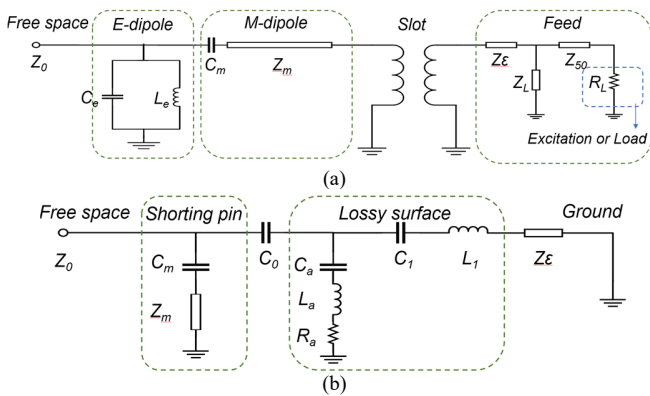 Free space E-dipole M-dipole Slot Feed
Z0 Ce Le Cm Zm Zε ZL Z50 RL
Excitation or Load
(a)
Free space Shorting pin Lossy surface Ground
Z0 Cm C0 Ca C1 L1 Zε
Zm La
Ra
(b)